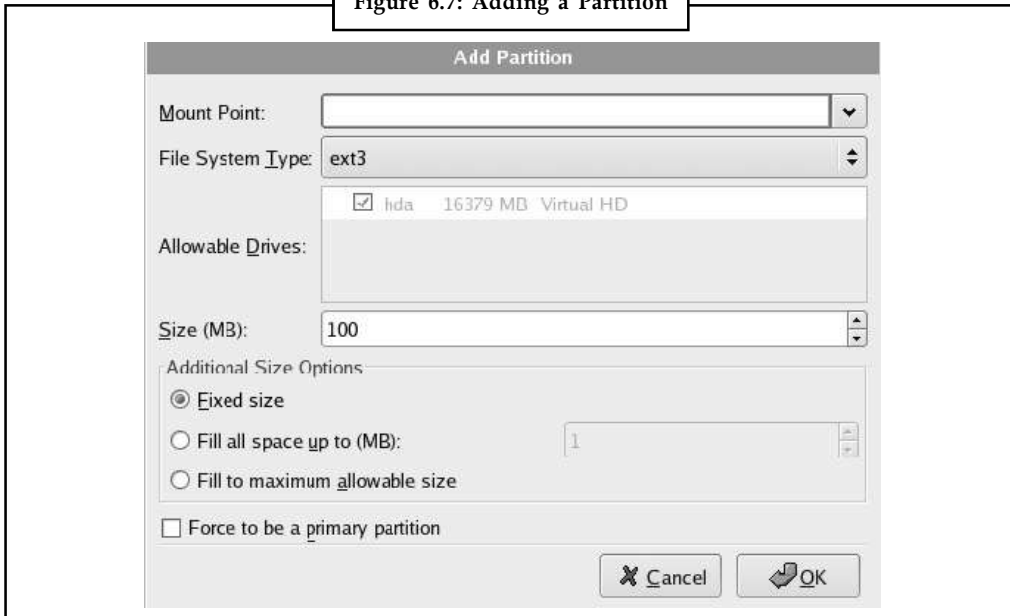 Figure 6.7: Adding a Partition
Add Partition
Mount Point:
File System Type: ext3
hda 16379 MB Virtual HD
Allowable Drives:
Size (MB): 100
Additional Size Options
Fixed size
Fill all space up to (MB): 1
Fill to maximum allowable size
Force to be a primary partition
Cancel OK